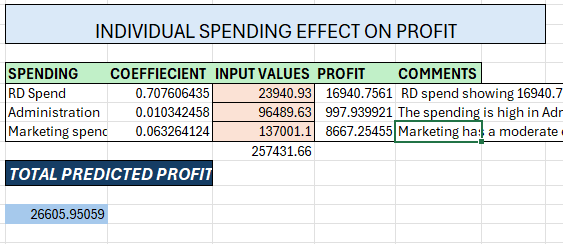 INDIVIDUAL SPENDING EFFECT ON PROFIT
SPENDING COEFFIECIENT INPUT VALUES PROFIT COMMENTS
RD Spend 0.707606435 23940.93 16940.7561 RD spend showing 16940.7
Administration 0.010342458 96489.63 997.939921 The spending is high in Adr
Marketing spend 0.063264124 137001.1 8667.25455 Marketing has a moderate
257431.66
TOTAL PREDICTED PROFIT
26605.95059